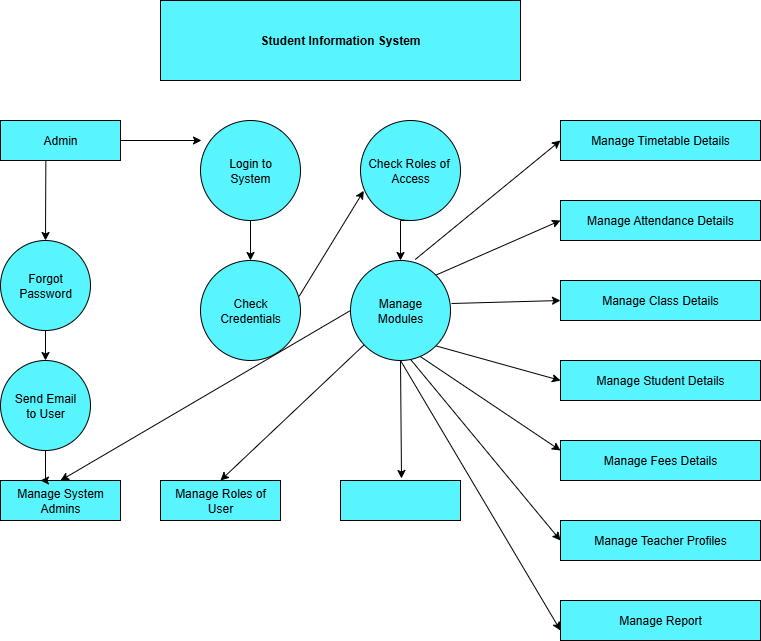 Student Information System
Admin
Login to
System
Check Roles of
Access
Manage Timetable Details
Manage Attendance Details
Forgot
Password
Check
Credentials
Manage
Modules
Manage Class Details
Send Email
to User
Manage Student Details
Manage Fees Details
Manage System
Admins
Manage Roles of
User
Manage Teacher Profiles
Manage Report